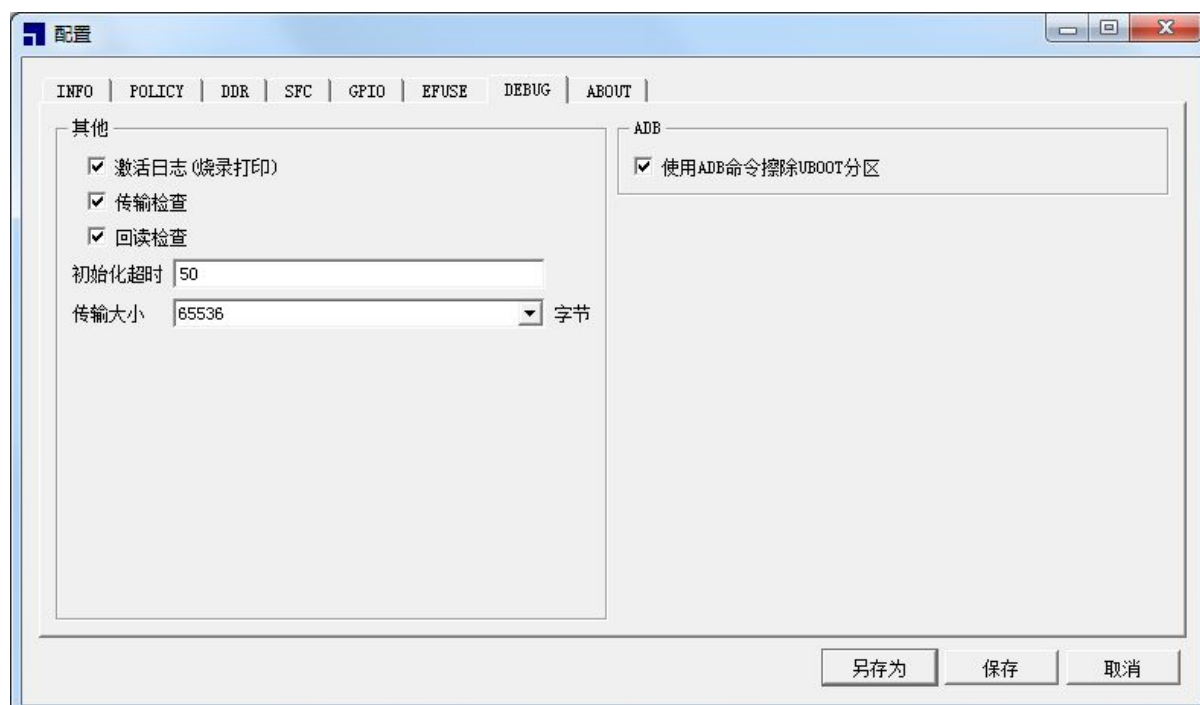 配置
INFO POLICY DDR SFC GPIO EFUSE DEBUG ABOUT
其他
激活日志(烧录打印)
传输检查
回读检查
初始化超时 50
传输大小 65536 字节
ADB
使用ADB命令擦除UBOOT分区
另存为 保存 取消